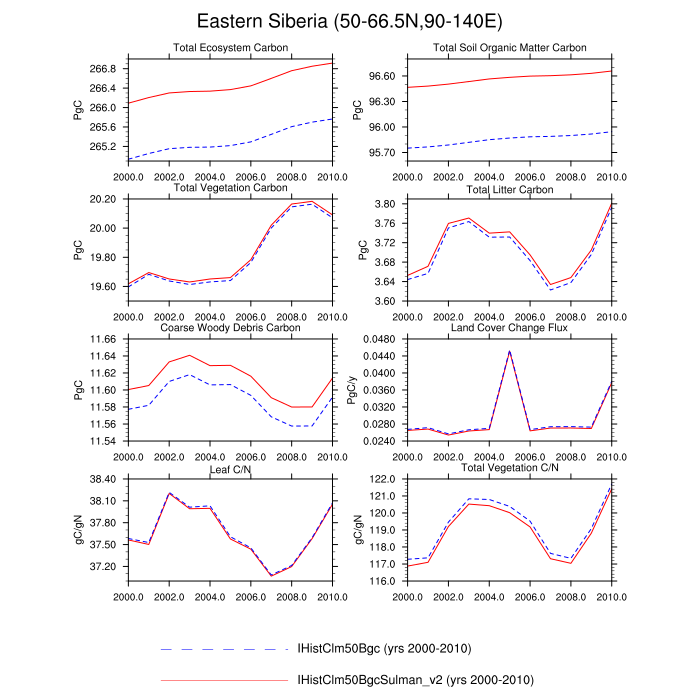 Eastern Siberia (50-66.5N,90-140E)
Total Ecosystem Carbon
PgC
266.8
266.4
266.0
265.6
265.2
2000.0 2002.0 2004.0 2006.0 2008.0 2010.0
Total Soil Organic Matter Carbon
PgC
96.60
96.30
96.00
95.70
2000.0 2002.0 2004.0 2006.0 2008.0 2010.0
Total Vegetation Carbon
PgC
20.20
20.00
19.80
19.60
2000.0 2002.0 2004.0 2006.0 2008.0 2010.0
Total Litter Carbon
PgC
3.80
3.76
3.72
3.68
3.64
3.60
2000.0 2002.0 2004.0 2006.0 2008.0 2010.0
Coarse Woody Debris Carbon
PgC
11.66
11.64
11.62
11.60
11.58
11.56
11.54
2000.0 2002.0 2004.0 2006.0 2008.0 2010.0
Land Cover Change Flux
PgC/y
0.0480
0.0440
0.0400
0.0360
0.0320
0.0280
0.0240
2000.0 2002.0 2004.0 2006.0 2008.0 2010.0
Leaf C/N
gC/gN
38.40
38.10
37.80
37.50
37.20
2000.0 2002.0 2004.0 2006.0 2008.0 2010.0
Total Vegetation C/N
gC/gN
122.0
121.0
120.0
119.0
118.0
117.0
116.0
2000.0 2002.0 2004.0 2006.0 2008.0 2010.0
IHistClm50Bgc (yrs 2000-2010)
IHistClm50BgcSulman_v2 (yrs 2000-2010)